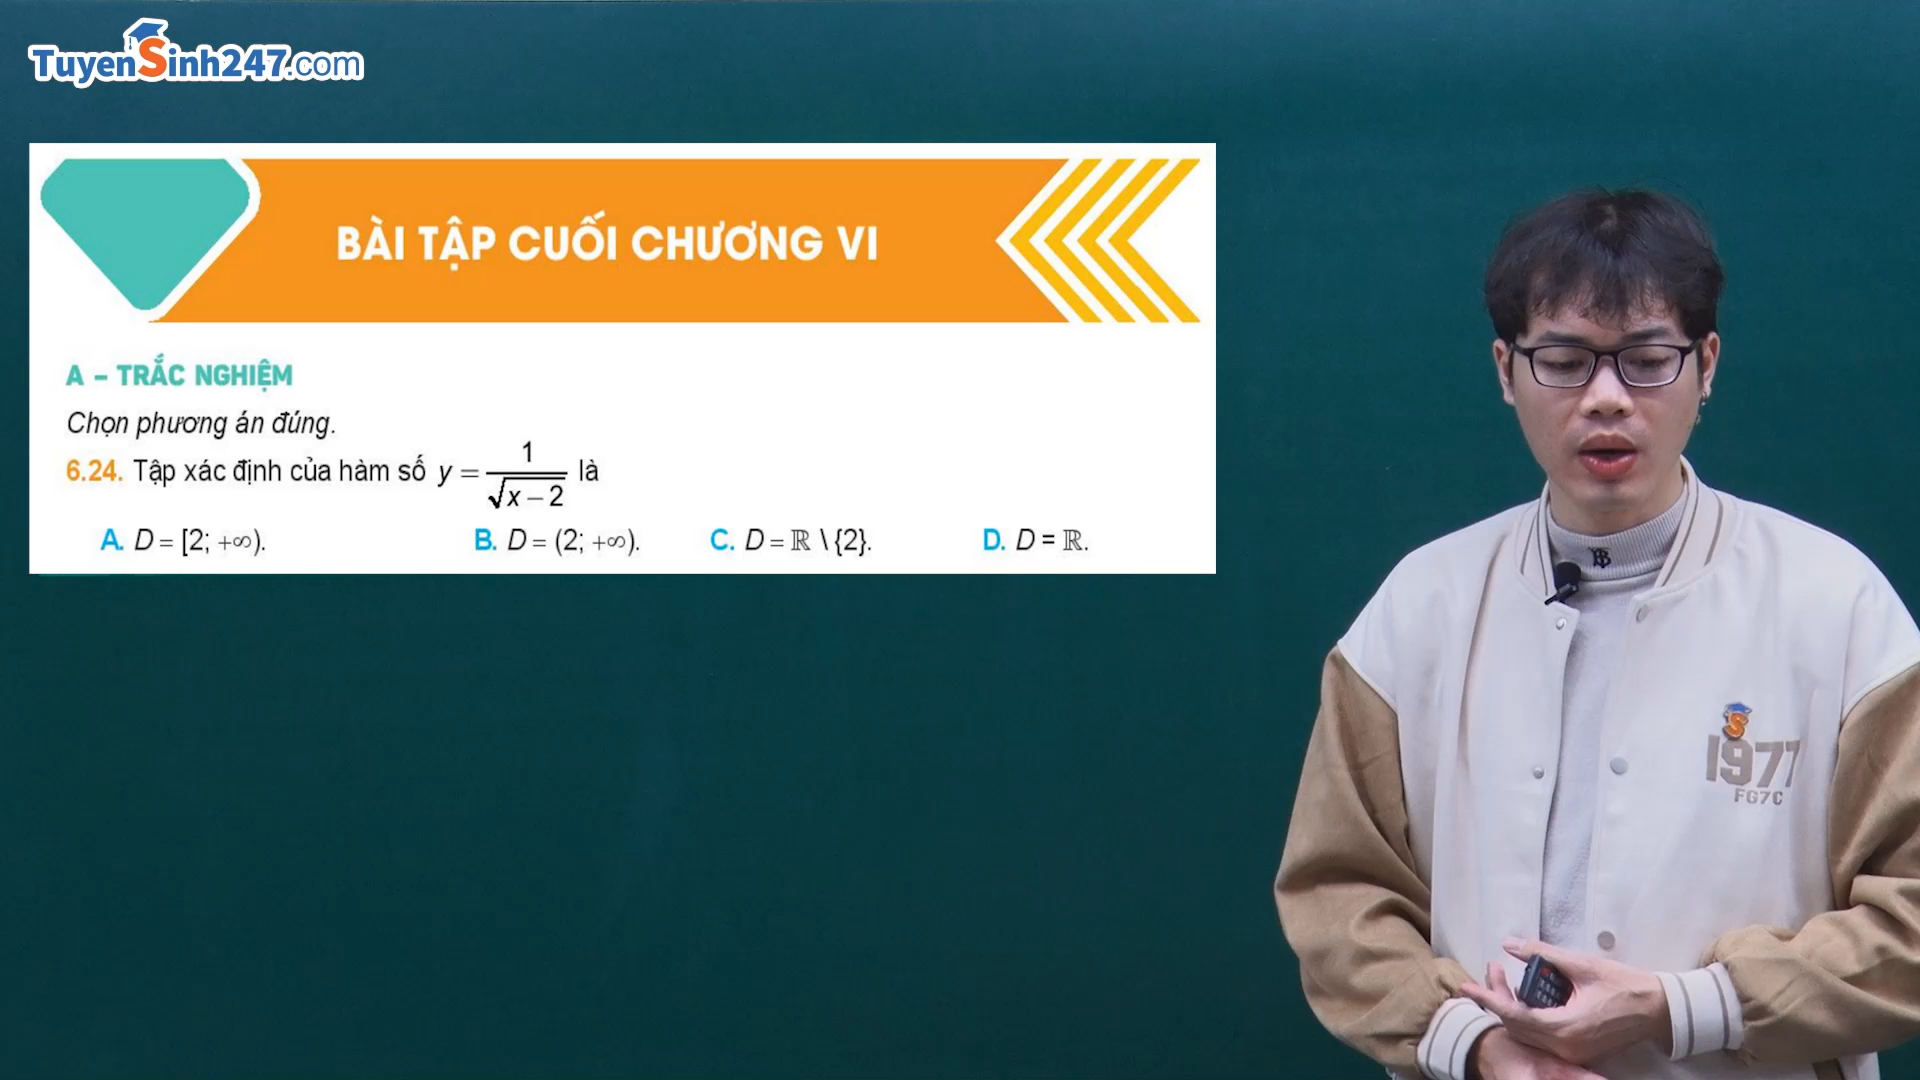 TuyenSinh247.com
BÀI TẬP CUỐI CHƯƠNG VI
A – TRẮC NGHIỆM
Chọn phương án đúng.
6.24. Tập xác định của hàm số y = 1/√(x – 2) là
A. D = [2; +∞). B. D = (2; +∞). C. D = ℝ \ {2}. D. D = ℝ.
1977
FG7C